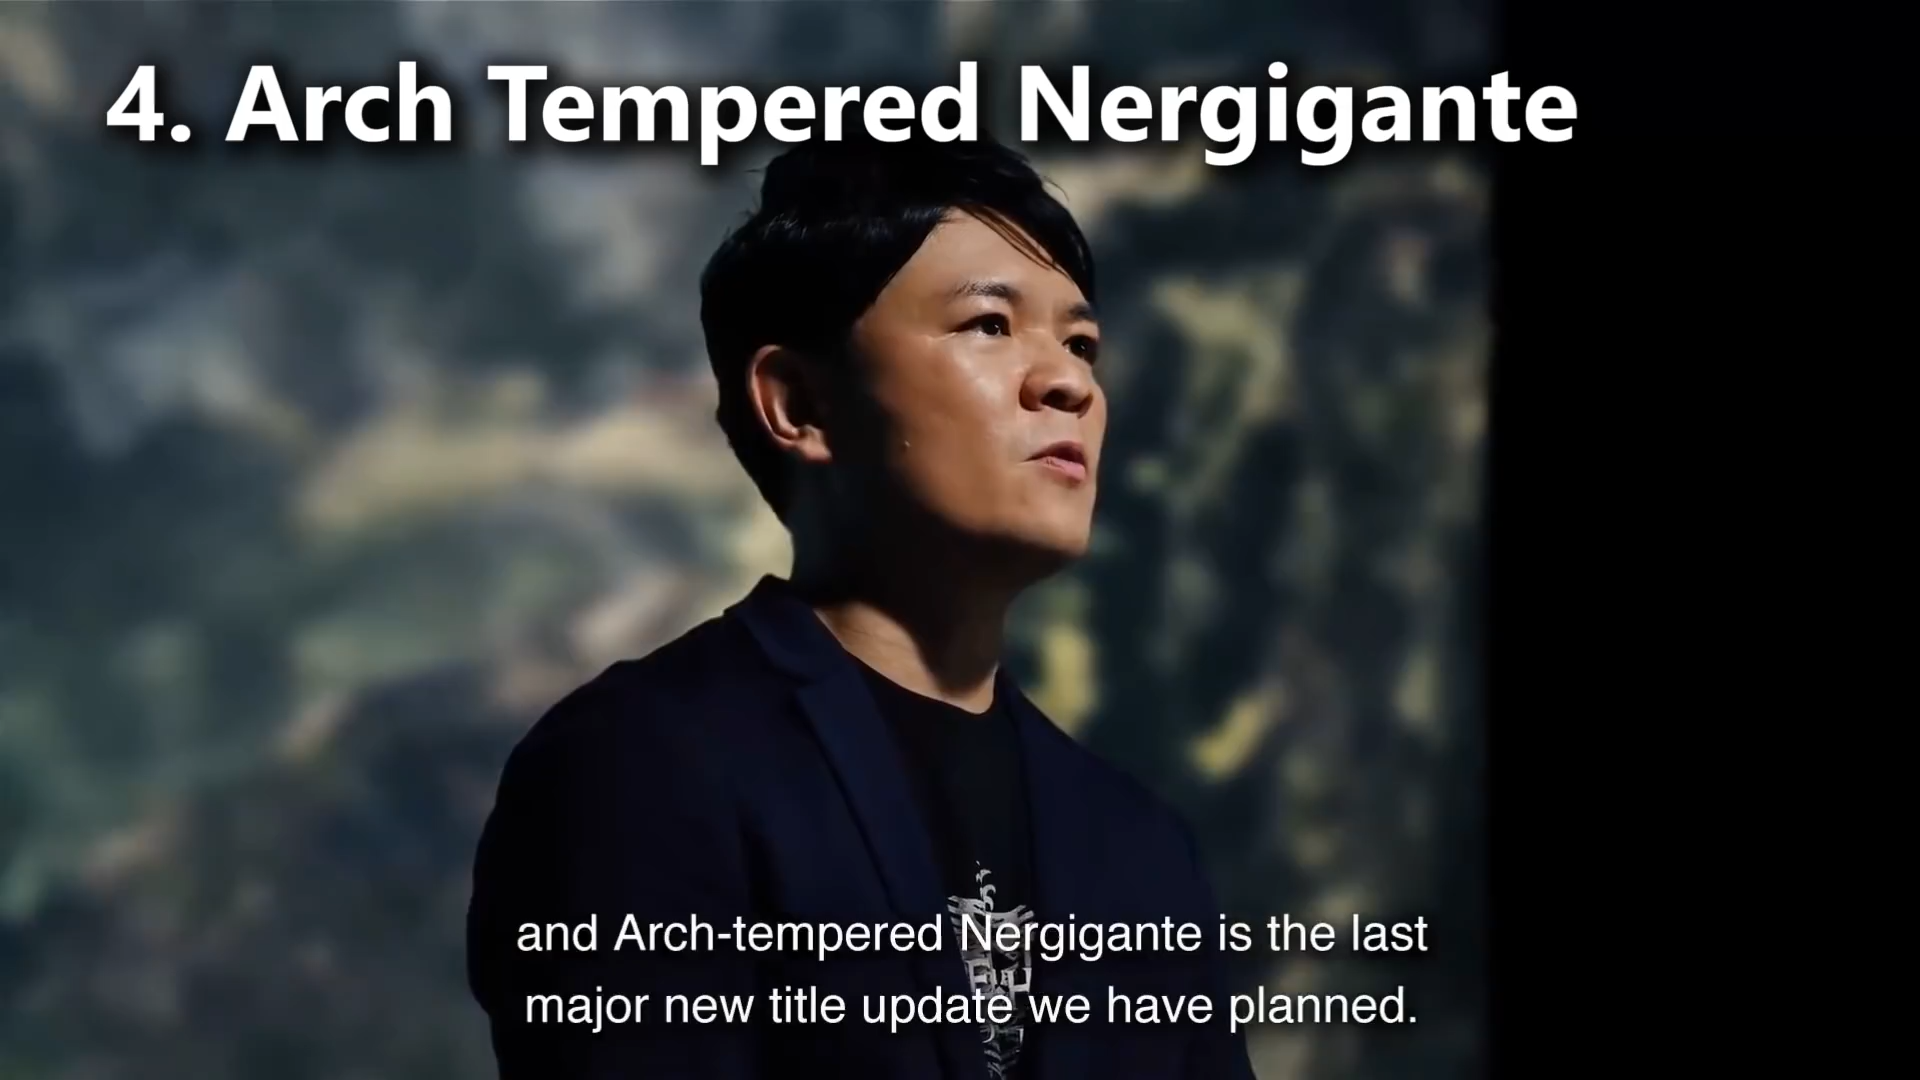 4. Arch Tempered Nergigante
and Arch-tempered Nergigante is the last
major new title update we have planned.